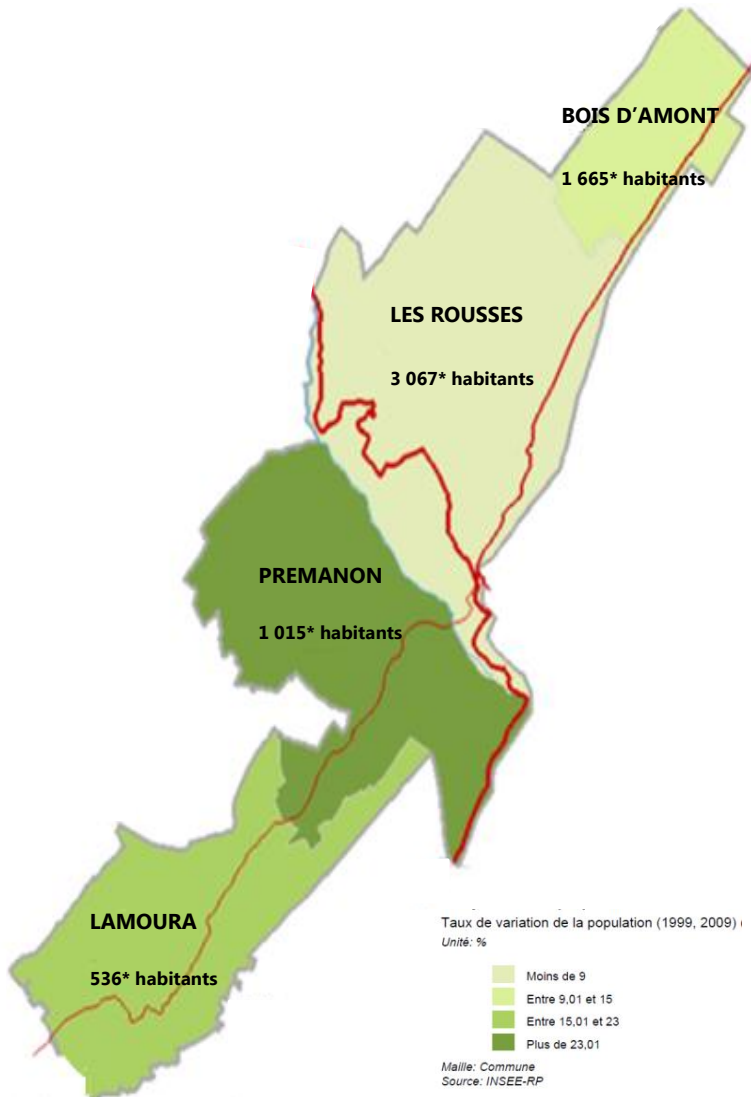 BOIS D'AMONT
1 665* habitants
LES ROUSSES
3 067* habitants
PREMANON
1 015* habitants
LAMOURA
536* habitants
Taux de variation de la population (1999, 2009)
Unité: %
Moins de 9
Entre 9,01 et 15
Entre 15,01 et 23
Plus de 23,01
Maille: Commune
Source: INSEE-RP